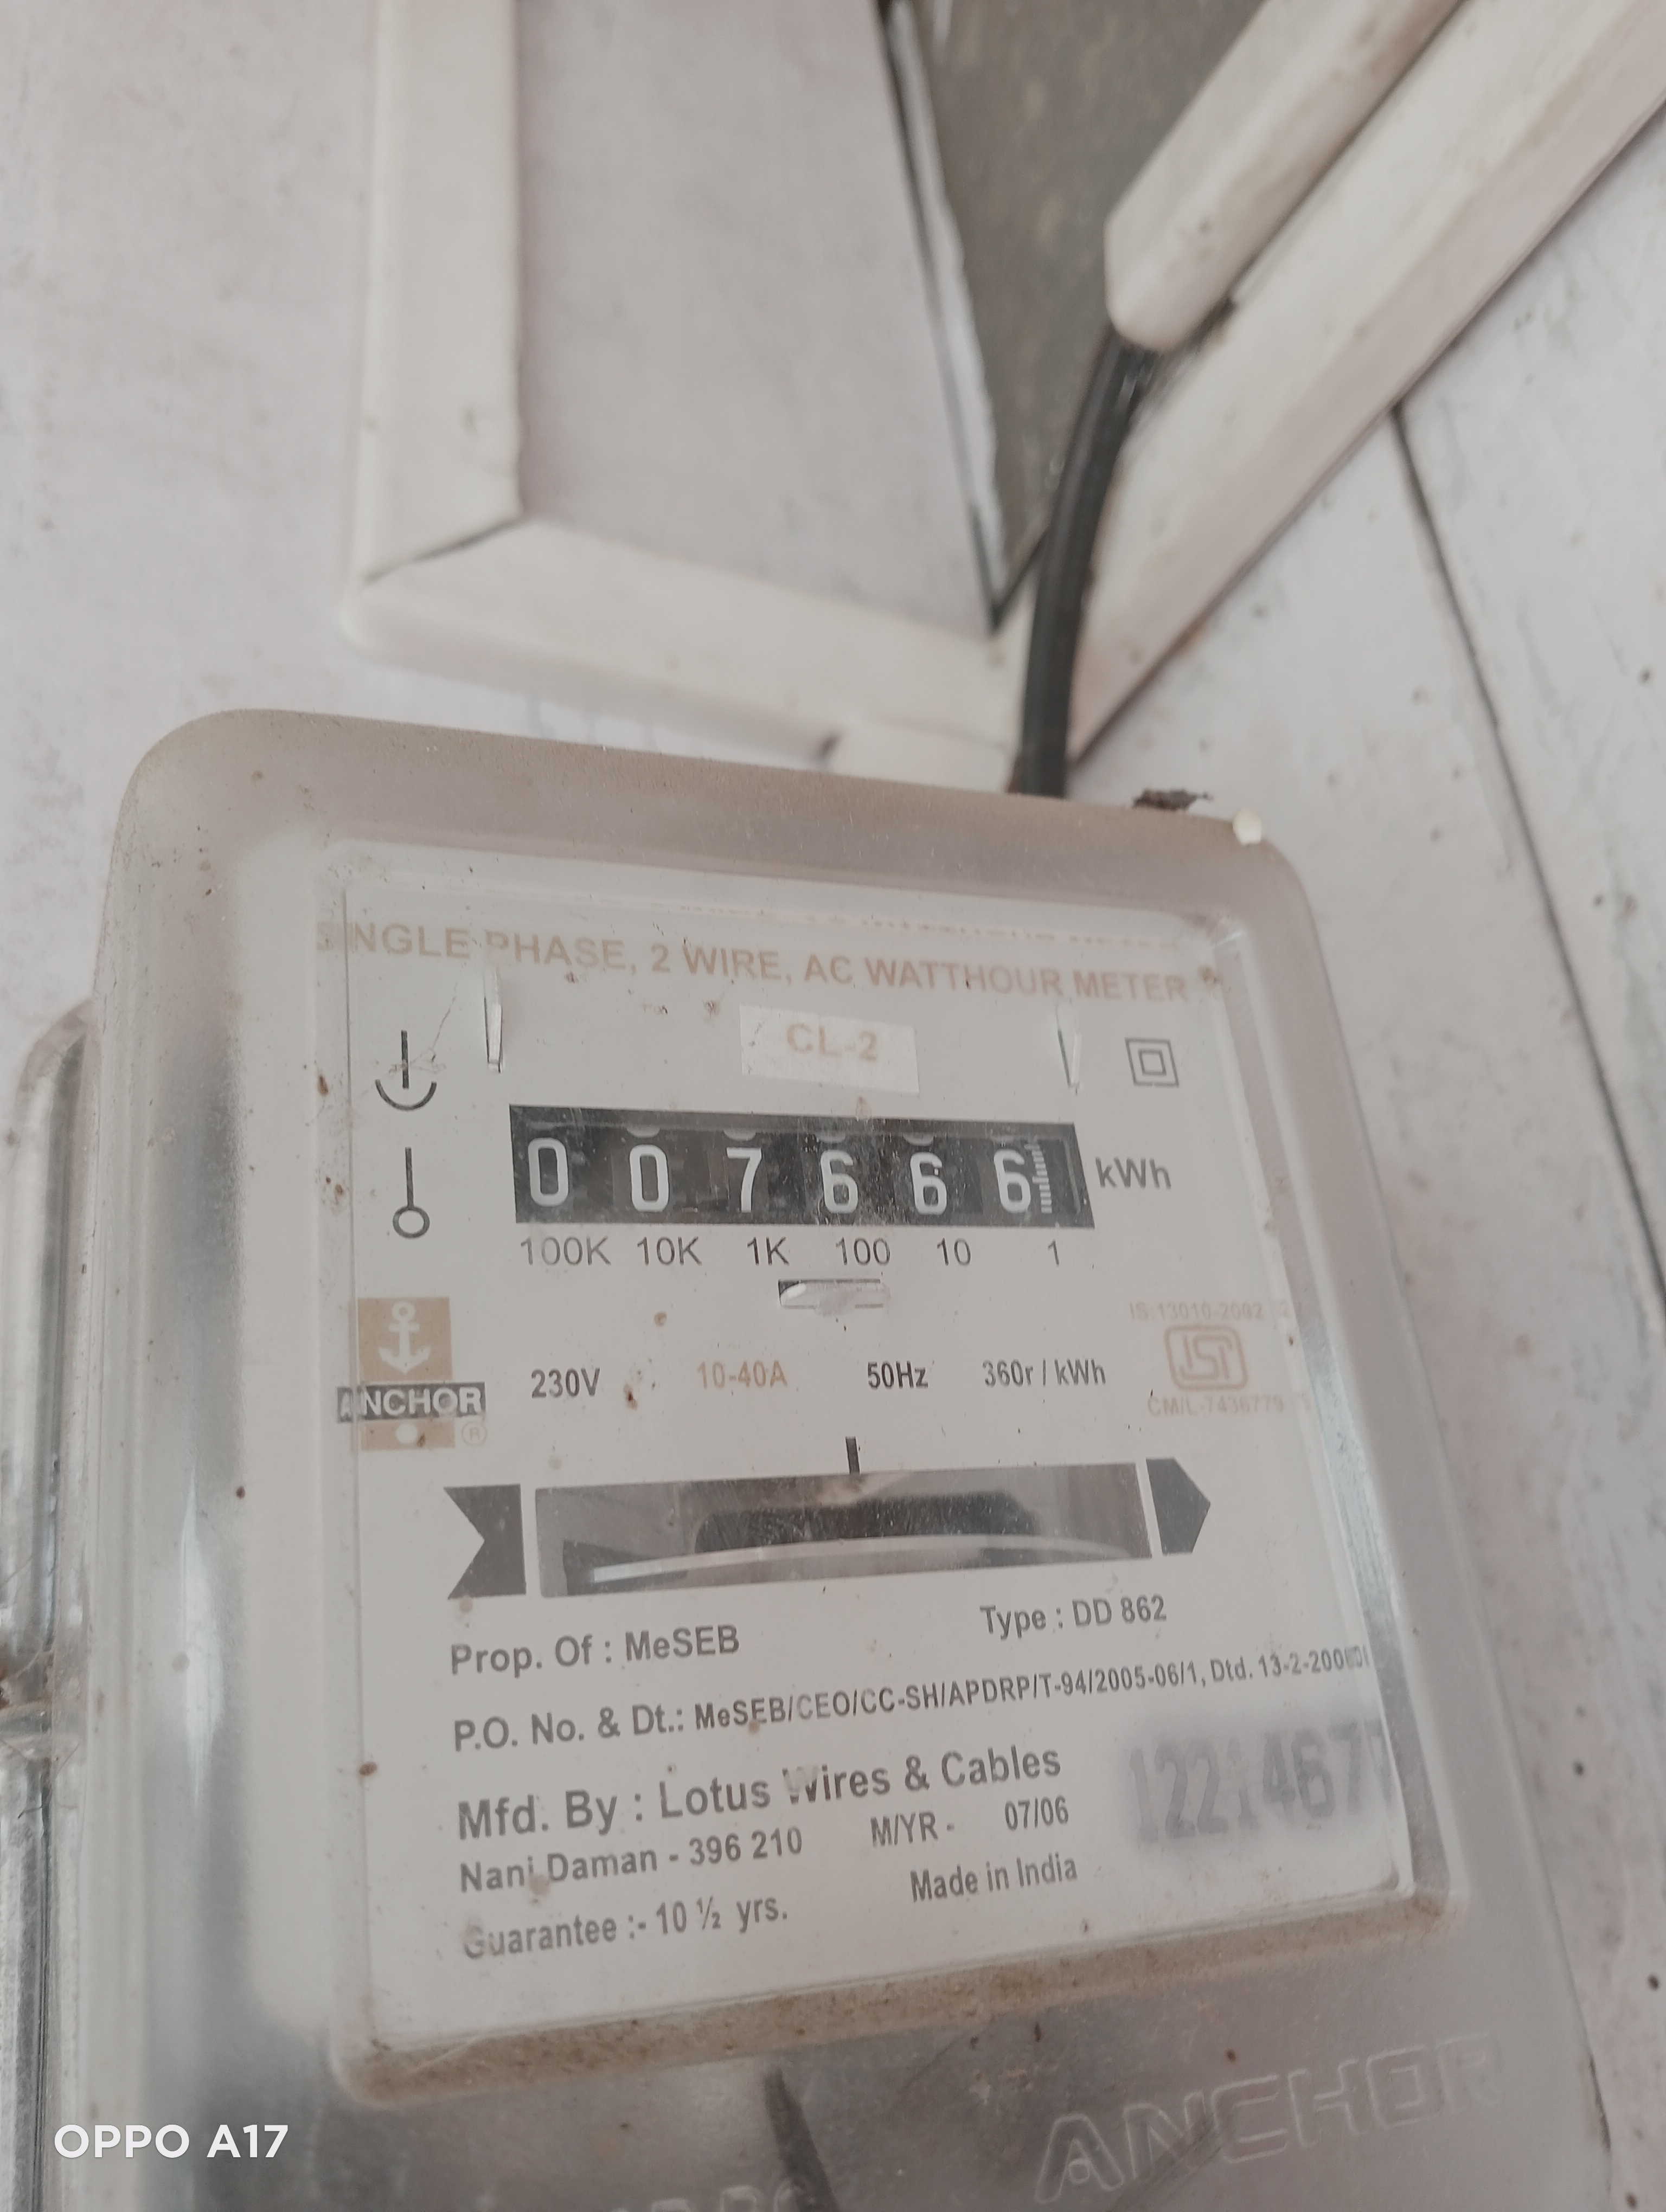 SINGLE PHASE, 2 WIRE, AC WATTHOUR METER
CL-2
0 0 7 6 6 6 kWh
100K 10K 1K 100 10 1
ANCHOR
®
230V 10-40A 50Hz 360r / kWh
ISI
Prop. Of : MeSEB Type : DD 862
P.O. No. & Dt.: MeSEB/CEO/CC-SH/APDRP/T-94/2005-06/1, Dtd. 13-2-
Mfd. By : Lotus Wires & Cables
Nani Daman - 396 210 M/YR - 07/06
Guarantee :- 10 ½ yrs. Made in India
ANCHOR
OPPO A17